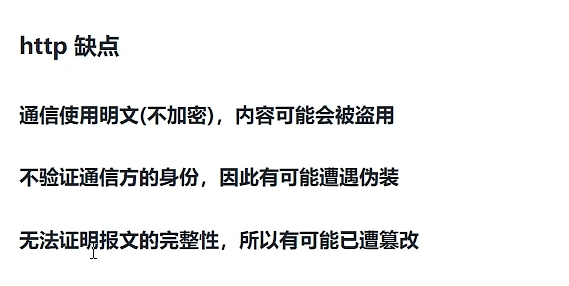 http 缺点
通信使用明文(不加密)，内容可能会被盗用
不验证通信方的身份，因此有可能遭遇伪装
无法证明报文的完整性，所以有可能已遭篡改